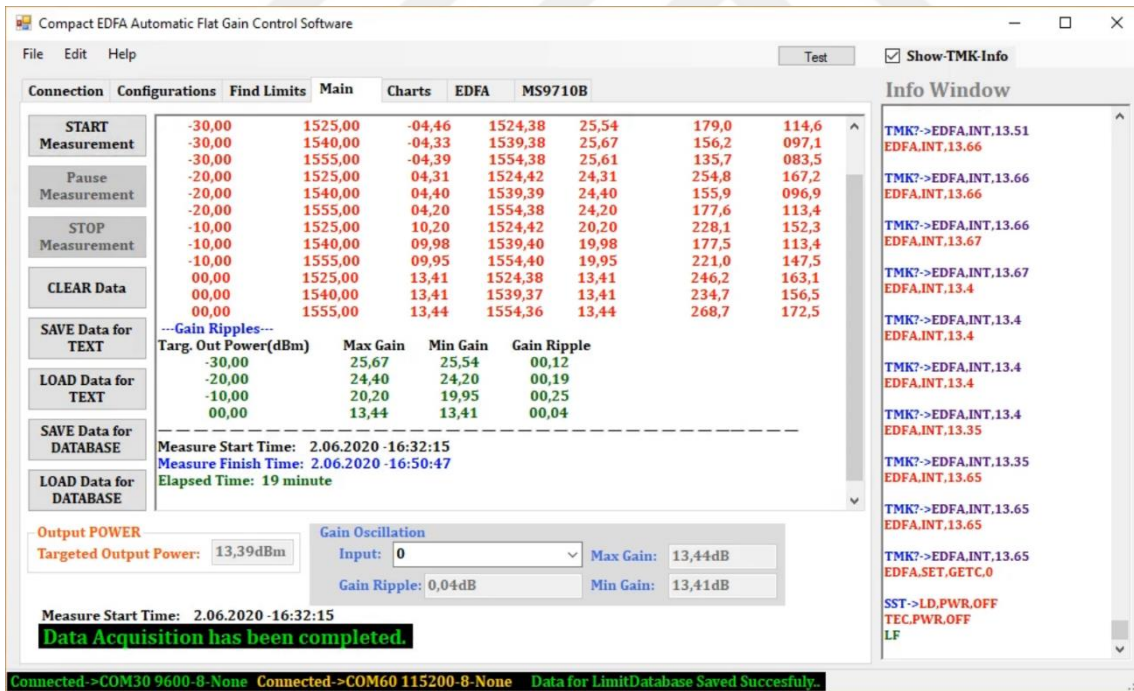 Compact EDFA Automatic Flat Gain Control Software
File Edit Help Test Show-TMK-Info
Connection Configurations Find Limits Main Charts EDFA MS9710B
START
Measurement
Pause
Measurement
STOP
Measurement
CLEAR Data
SAVE Data for
TEXT
LOAD Data for
TEXT
SAVE Data for
DATABASE
LOAD Data for
DATABASE
-30,00 1525,00 -04,46 1524,38 25,54 179,0 114,6
-30,00 1540,00 -04,33 1539,38 25,67 156,2 097,1
-30,00 1555,00 -04,39 1554,38 25,61 135,7 083,5
-20,00 1525,00 04,31 1524,42 24,31 254,8 167,2
-20,00 1540,00 04,40 1539,39 24,40 155,9 096,9
-20,00 1555,00 04,20 1554,38 24,20 177,6 113,4
-10,00 1525,00 10,20 1524,42 20,20 228,1 152,3
-10,00 1540,00 09,98 1539,40 19,98 177,5 113,4
-10,00 1555,00 09,95 1554,40 19,95 221,0 147,5
00,00 1525,00 13,41 1524,38 13,41 246,2 163,1
00,00 1540,00 13,41 1539,37 13,41 234,7 156,5
00,00 1555,00 13,44 1554,36 13,44 268,7 172,5
---Gain Ripples---
Targ. Out Power(dBm) Max Gain Min Gain Gain Ripple
-30,00 25,67 25,54 00,12
-20,00 24,40 24,20 00,19
-10,00 20,20 19,95 00,25
00,00 13,44 13,41 00,04
Measure Start Time: 2.06.2020 -16:32:15
Measure Finish Time: 2.06.2020 -16:50:47
Elapsed Time: 19 minute
Output POWER
Targeted Output Power: 13,39dBm
Gain Oscillation
Input: 0 Max Gain: 13,44dB
Gain Ripple: 0,04dB Min Gain: 13,41dB
Measure Start Time: 2.06.2020 -16:32:15
Data Acquisition has been completed.
Info Window
TMK?->EDFA,INT,13.51
EDFA,INT,13.66
TMK?->EDFA,INT,13.66
EDFA,INT,13.66
TMK?->EDFA,INT,13.66
EDFA,INT,13.67
TMK?->EDFA,INT,13.67
EDFA,INT,13.4
TMK?->EDFA,INT,13.4
EDFA,INT,13.4
TMK?->EDFA,INT,13.4
EDFA,INT,13.4
TMK?->EDFA,INT,13.4
EDFA,INT,13.35
TMK?->EDFA,INT,13.35
EDFA,INT,13.65
TMK?->EDFA,INT,13.65
EDFA,INT,13.65
TMK?->EDFA,INT,13.65
EDFA,SET,GETC,0
SST->LD,PWR,OFF
TEC,PWR,OFF
LF
Connected->COM30 9600-8-None Connected->COM60 115200-8-None Data for LimitDatabase Saved Succesfuly..